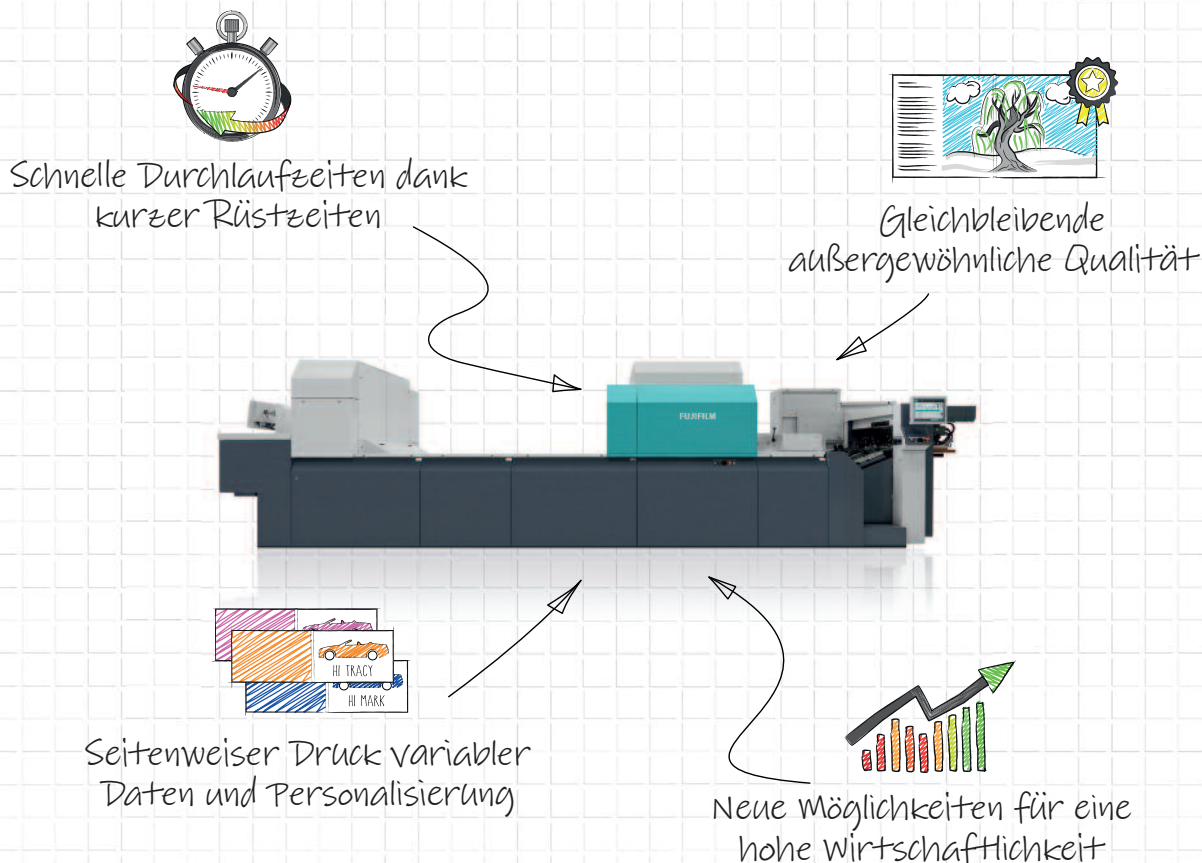 Schnelle Durchlaufzeiten dank
kurzer Rüstzeiten
Gleichbleibende
außergewöhnliche Qualität
FUJIFILM
HI TRACY
HI MARK
Seitenweiser Druck variabler
Daten und Personalisierung
Neue Möglichkeiten für eine
hohe Wirtschaftlichkeit